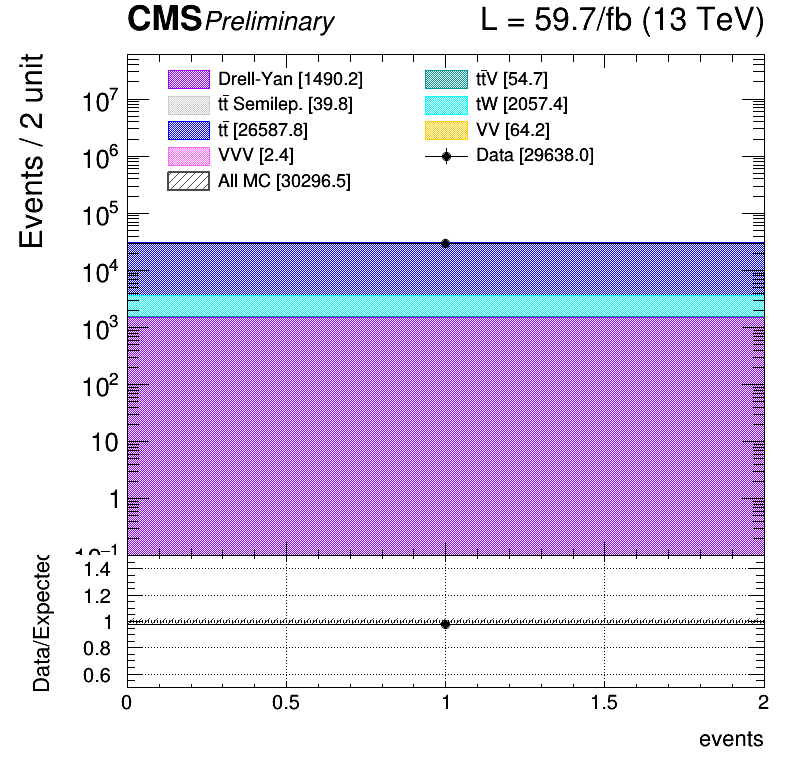 CMS Preliminary L = 59.7/fb (13 TeV)
Events / 2 unit
Drell-Yan [1490.2]
tt̄ Semilep. [39.8]
tt̄ [26587.8]
VVV [2.4]
All MC [30296.5]
tt̄V [54.7]
tW [2057.4]
VV [64.2]
Data [29638.0]
10⁷
10⁶
10⁵
10⁴
10³
10²
10
1
10⁻¹
Data/Expected
1.4
1.2
1
0.8
0.6
0 0.5 1 1.5 2
events